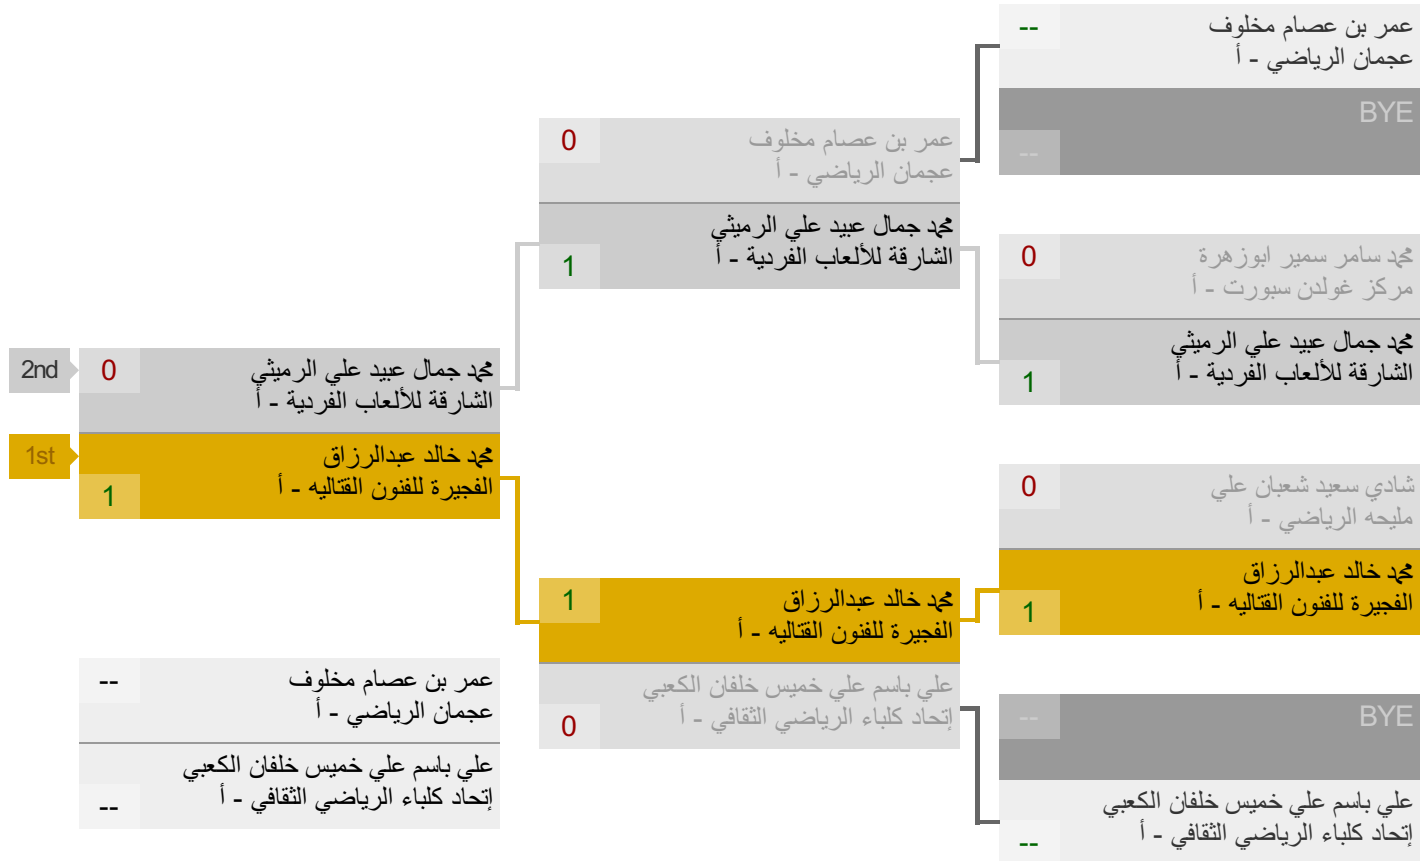 عمر بن عصام مخلوف
عجمان الرياضي - أ
--
BYE
--
محمد سامر سمير ابوزهرة
مركز غولدن سبورت - أ
0
محمد جمال عبيد علي الرميثي
الشارقة للألعاب الفردية - أ
1
شادي سعيد شعبان علي
مليحه الرياضي - أ
0
محمد خالد عبدالرزاق
الفجيرة للفنون القتاليه - أ
1
BYE
--
علي باسم علي خميس خلفان الكعبي
إتحاد كلباء الرياضي الثقافي - أ
--
عمر بن عصام مخلوف
عجمان الرياضي - أ
0
محمد جمال عبيد علي الرميثي
الشارقة للألعاب الفردية - أ
1
محمد خالد عبدالرزاق
الفجيرة للفنون القتاليه - أ
1
علي باسم علي خميس خلفان الكعبي
إتحاد كلباء الرياضي الثقافي - أ
0
محمد جمال عبيد علي الرميثي
الشارقة للألعاب الفردية - أ
0
2nd
محمد خالد عبدالرزاق
الفجيرة للفنون القتاليه - أ
1
1st
عمر بن عصام مخلوف
عجمان الرياضي - أ
--
علي باسم علي خميس خلفان الكعبي
إتحاد كلباء الرياضي الثقافي - أ
--